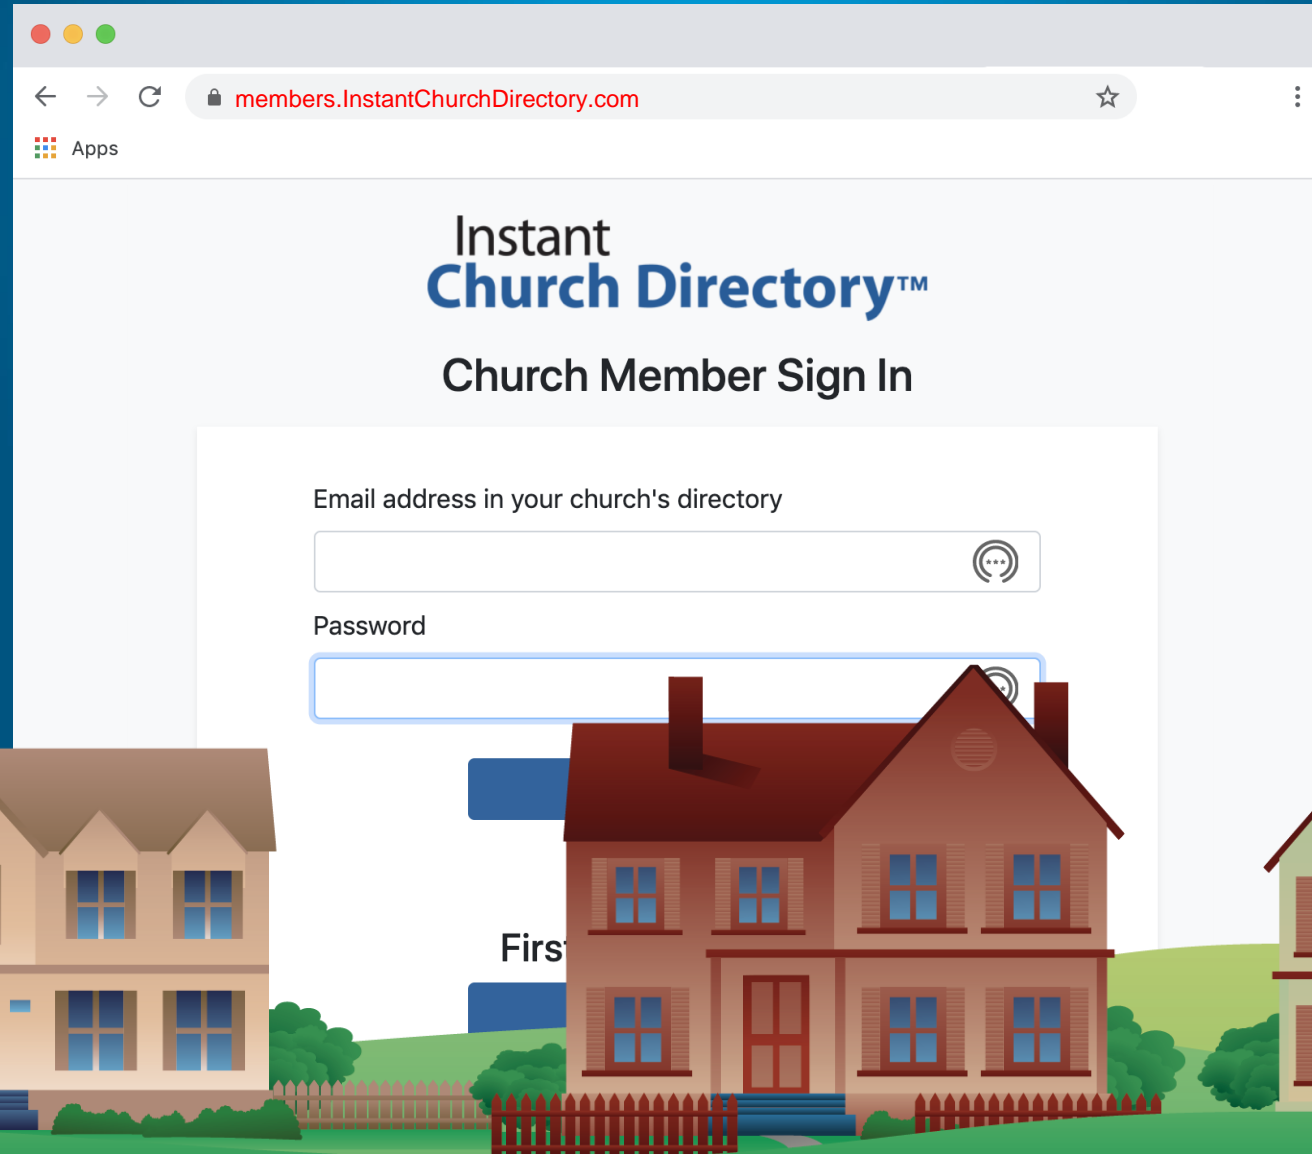 members.InstantChurchDirectory.com
Apps
Instant
Church Directory™
Church Member Sign In
Email address in your church's directory
Password